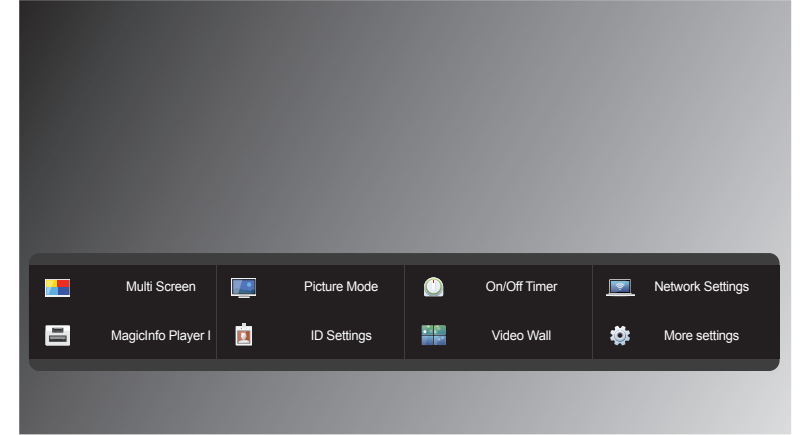 Multi Screen
Picture Mode
On/Off Timer
Network Settings
MagicInfo Player I
ID Settings
Video Wall
More settings